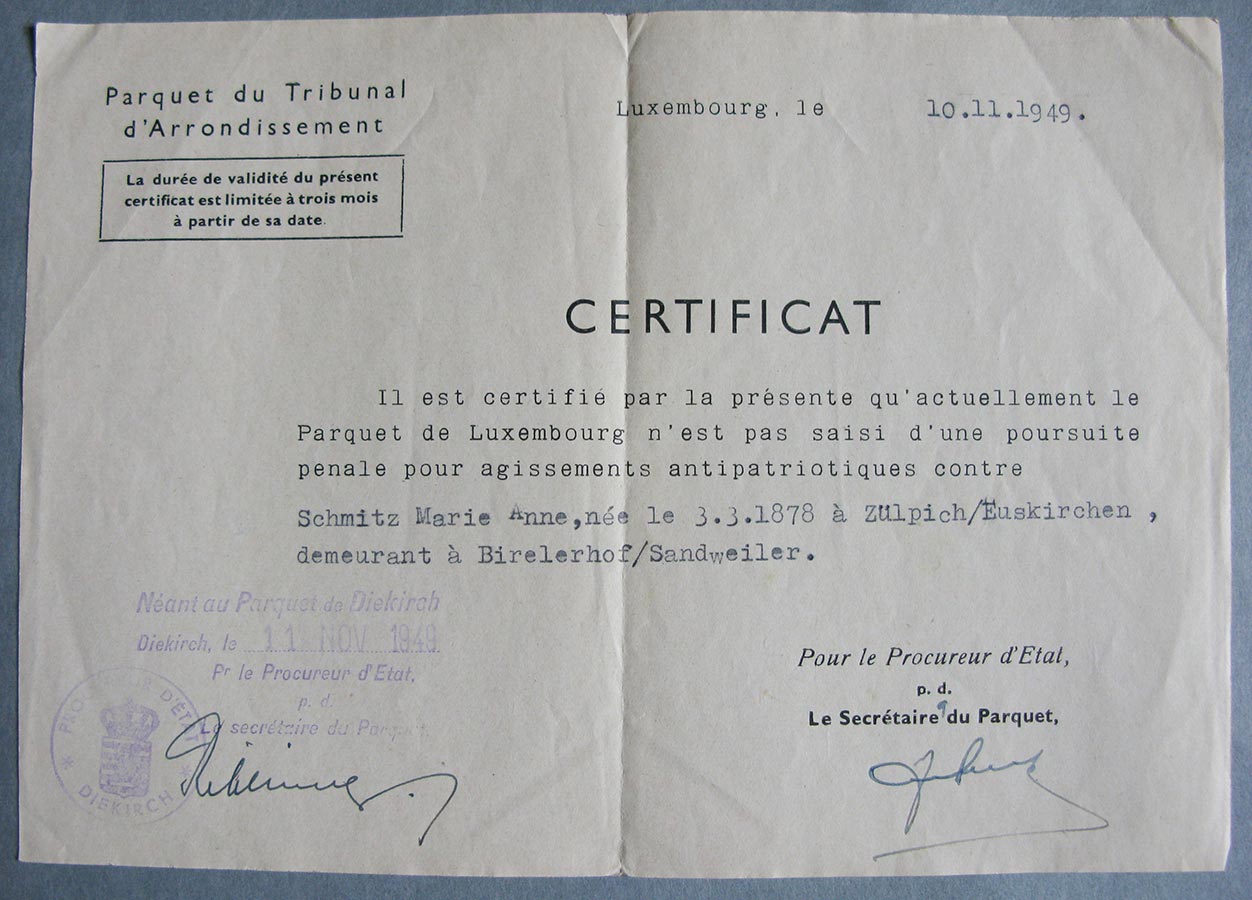 Parquet du Tribunal
d'Arrondissement
La durée de validité du présent
certificat est limitée à trois mois
à partir de sa date.
Luxembourg, le 10.11.1949.
CERTIFICAT
Il est certifié par la présente qu'actuellement le
Parquet de Luxembourg n'est pas saisi d'une poursuite
penale pour agissements antipatriotiques contre
Schmitz Marie Anne,née le 3.3.1878 à Zülpich/Euskirchen ,
demeurant à Birelerhof/Sandweiler.
Néant au Parquet de Diekirch
Diekirch, le 11 NOV 1949
Pr le Procureur d'Etat,
p. d.
Le secrétaire du Parquet,
PROCUREUR D'ÉTAT
* DIEKIRCH *
Pour le Procureur d'Etat,
p. d.
Le Secrétaire du Parquet,